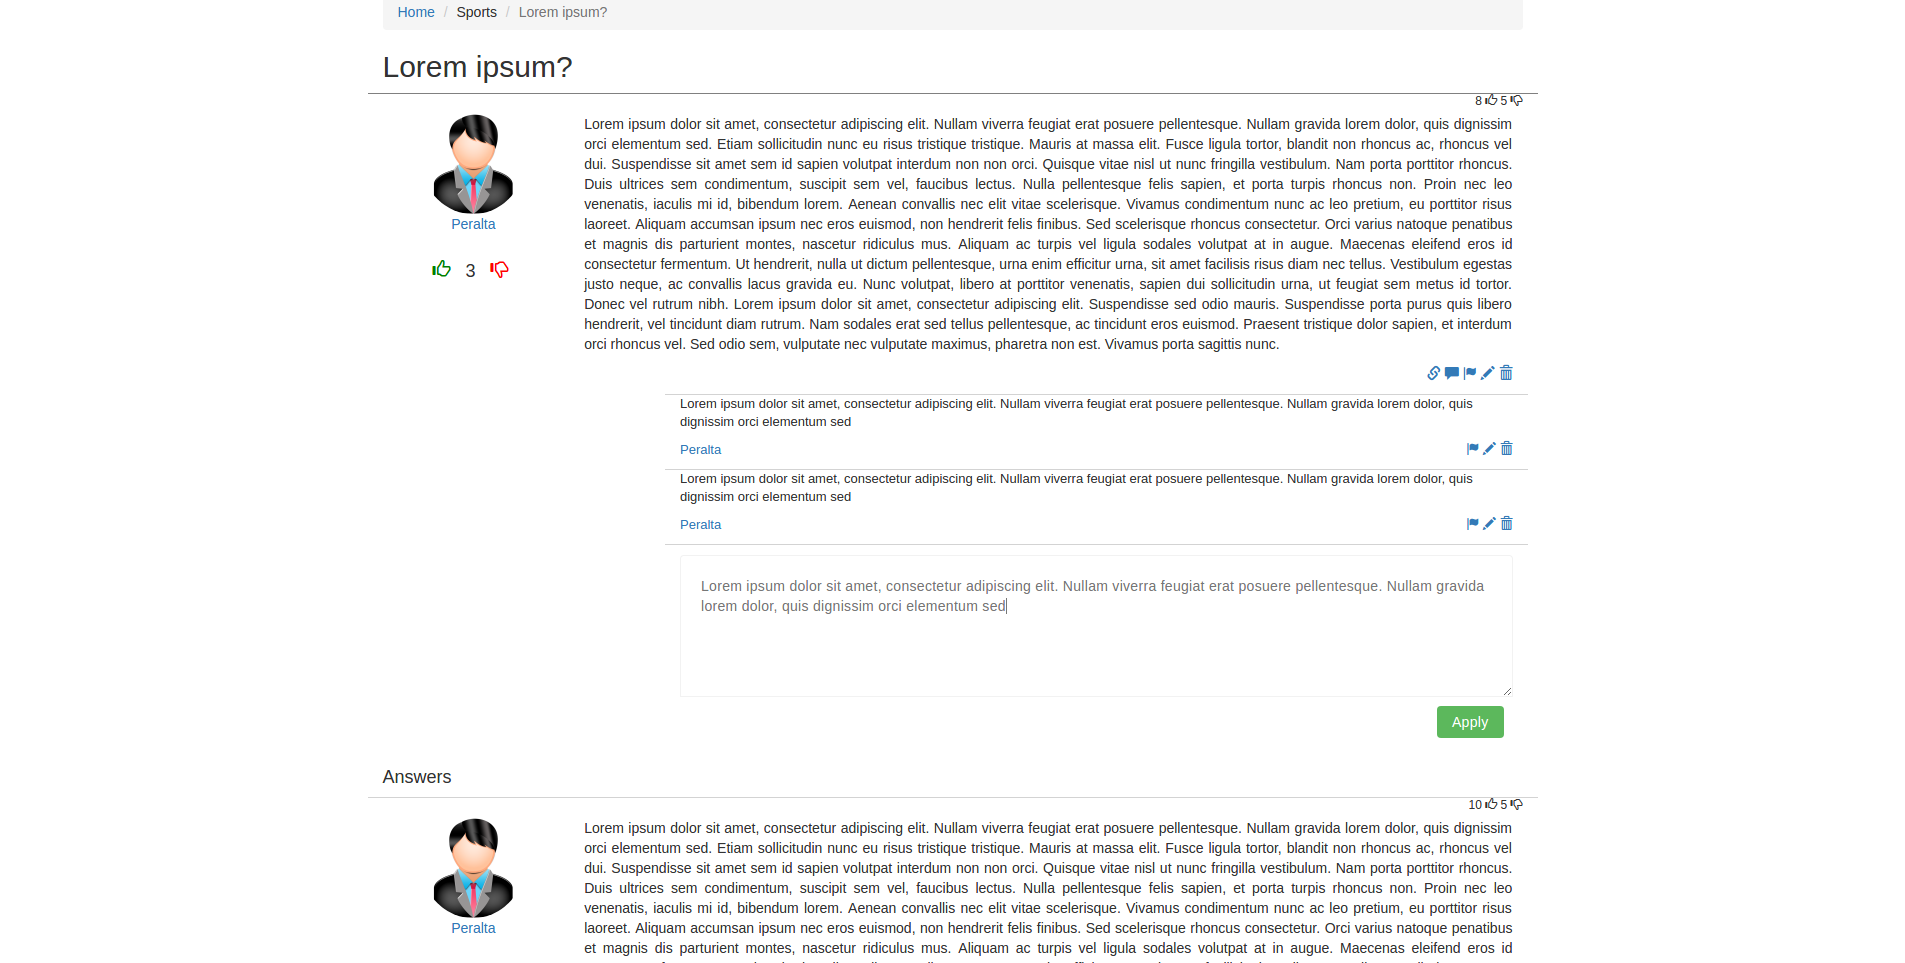 Home / Sports / Lorem ipsum?
Lorem ipsum?
8 5
Lorem ipsum dolor sit amet, consectetur adipiscing elit. Nullam viverra feugiat erat posuere pellentesque. Nullam gravida lorem dolor, quis dignissim
orci elementum sed. Etiam sollicitudin nunc eu risus tristique tristique. Mauris at massa elit. Fusce ligula tortor, blandit non rhoncus ac, rhoncus vel
dui. Suspendisse sit amet sem id sapien volutpat interdum non non orci. Quisque vitae nisl ut nunc fringilla vestibulum. Nam porta porttitor rhoncus.
Duis ultrices sem condimentum, suscipit sem vel, faucibus lectus. Nulla pellentesque felis sapien, et porta turpis rhoncus non. Proin nec leo
venenatis, iaculis mi id, bibendum lorem. Aenean convallis nec elit vitae scelerisque. Vivamus condimentum nunc ac leo pretium, eu porttitor risus
laoreet. Aliquam accumsan ipsum nec eros euismod, non hendrerit felis finibus. Sed scelerisque rhoncus consectetur. Orci varius natoque penatibus
et magnis dis parturient montes, nascetur ridiculus mus. Aliquam ac turpis vel ligula sodales volutpat at in augue. Maecenas eleifend eros id
consectetur fermentum. Ut hendrerit, nulla ut dictum pellentesque, urna enim efficitur urna, sit amet facilisis risus diam nec tellus. Vestibulum egestas
justo neque, ac convallis lacus gravida eu. Nunc volutpat, libero at porttitor venenatis, sapien dui sollicitudin urna, ut feugiat sem metus id tortor.
Donec vel rutrum nibh. Lorem ipsum dolor sit amet, consectetur adipiscing elit. Suspendisse sed odio mauris. Suspendisse porta purus quis libero
hendrerit, vel tincidunt diam rutrum. Nam sodales erat sed tellus pellentesque, ac tincidunt eros euismod. Praesent tristique dolor sapien, et interdum
orci rhoncus vel. Sed odio sem, vulputate nec vulputate maximus, pharetra non est. Vivamus porta sagittis nunc.
Peralta
3
Lorem ipsum dolor sit amet, consectetur adipiscing elit. Nullam viverra feugiat erat posuere pellentesque. Nullam gravida lorem dolor, quis
dignissim orci elementum sed
Peralta
Lorem ipsum dolor sit amet, consectetur adipiscing elit. Nullam viverra feugiat erat posuere pellentesque. Nullam gravida lorem dolor, quis
dignissim orci elementum sed
Peralta
Lorem ipsum dolor sit amet, consectetur adipiscing elit. Nullam viverra feugiat erat posuere pellentesque. Nullam gravida
lorem dolor, quis dignissim orci elementum sed
Apply
Answers
10 5
Lorem ipsum dolor sit amet, consectetur adipiscing elit. Nullam viverra feugiat erat posuere pellentesque. Nullam gravida lorem dolor, quis dignissim
orci elementum sed. Etiam sollicitudin nunc eu risus tristique tristique. Mauris at massa elit. Fusce ligula tortor, blandit non rhoncus ac, rhoncus vel
dui. Suspendisse sit amet sem id sapien volutpat interdum non non orci. Quisque vitae nisl ut nunc fringilla vestibulum. Nam porta porttitor rhoncus.
Duis ultrices sem condimentum, suscipit sem vel, faucibus lectus. Nulla pellentesque felis sapien, et porta turpis rhoncus non. Proin nec leo
venenatis, iaculis mi id, bibendum lorem. Aenean convallis nec elit vitae scelerisque. Vivamus condimentum nunc ac leo pretium, eu porttitor risus
laoreet. Aliquam accumsan ipsum nec eros euismod, non hendrerit felis finibus. Sed scelerisque rhoncus consectetur. Orci varius natoque penatibus
et magnis dis parturient montes, nascetur ridiculus mus. Aliquam ac turpis vel ligula sodales volutpat at in augue. Maecenas eleifend eros id
Peralta